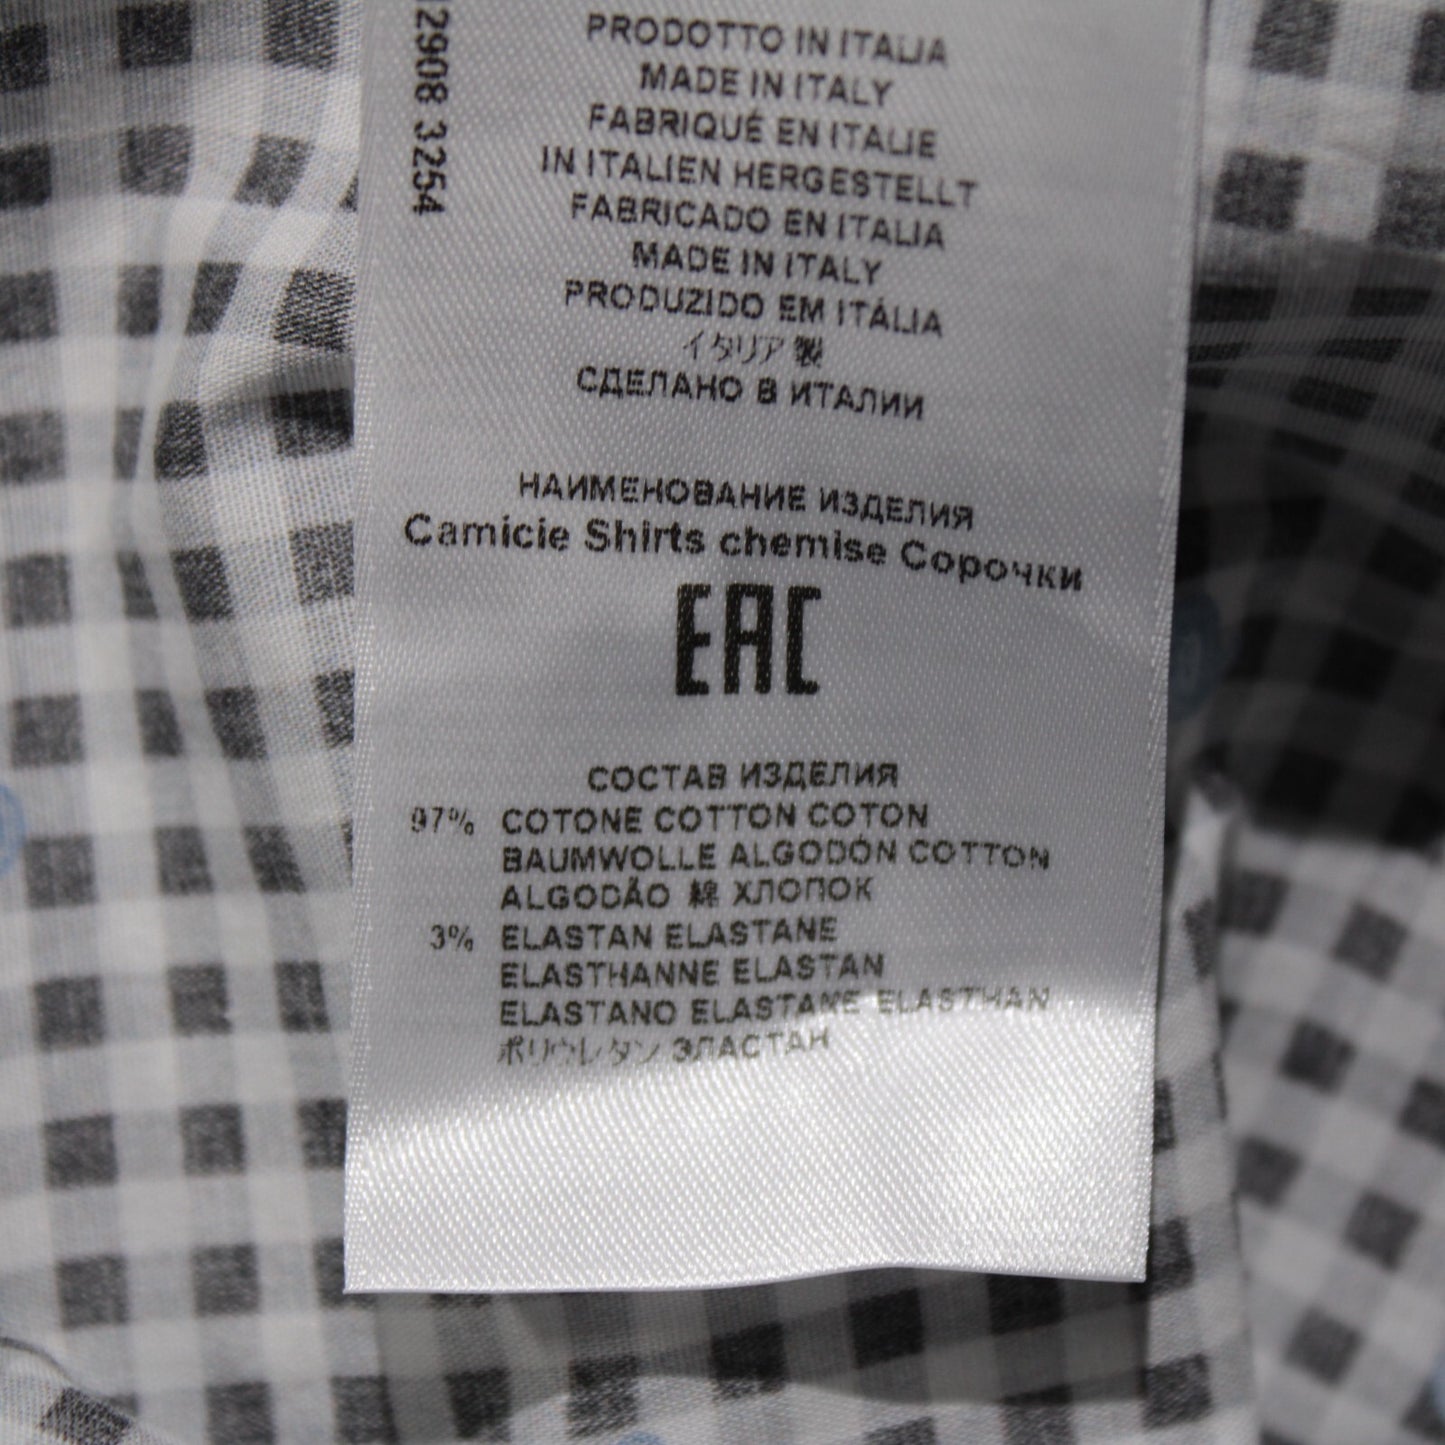 2908 3254
PRODOTTO IN ITALIA
MADE IN ITALY
FABRIQUÉ EN ITALIE
IN ITALIEN HERGESTELLT
FABRICADO EN ITALIA
MADE IN ITALY
PRODUZIDO EM ITÁLIA
イタリア 製
СДЕЛАНО В ИТАЛИИ
НАИМЕНОВАНИЕ ИЗДЕЛИЯ
Camicie Shirts chemise Сорочки
EAC
СОСТАВ ИЗДЕЛИЯ
97% COTONE COTTON COTON
BAUMWOLLE ALGODÓN COTTON
ALGODÃO 綿 ХЛОПОК
3% ELASTAN ELASTANE
ELASTHANNE ELASTAN
ELASTANO ELASTANE ELASTHAN
ポリウレタン ЭЛАСТАН